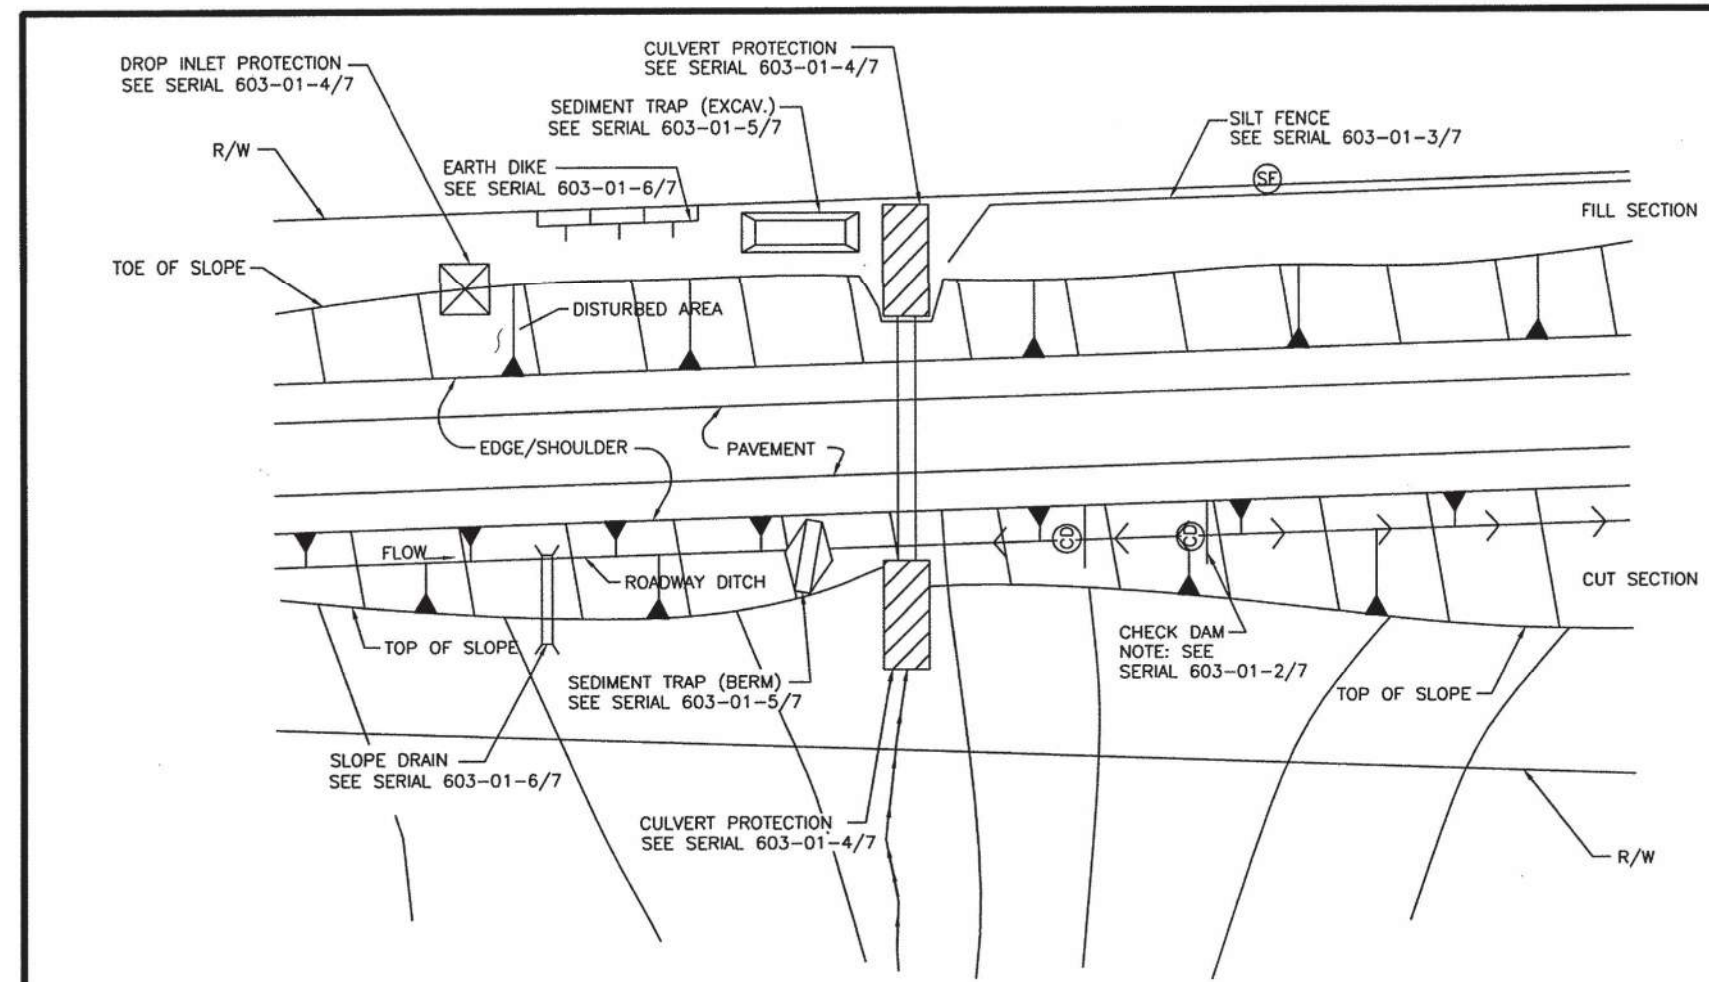 CULVERT PROTECTION
SEE SERIAL 603-01-4/7
DROP INLET PROTECTION
SEE SERIAL 603-01-4/7
SEDIMENT TRAP (EXCAV.)
SEE SERIAL 603-01-5/7
SILT FENCE
SEE SERIAL 603-01-3/7
R/W
EARTH DIKE
SEE SERIAL 603-01-6/7
SF
FILL SECTION
TOE OF SLOPE
DISTURBED AREA
EDGE/SHOULDER
PAVEMENT
FLOW
CD
CD
ROADWAY DITCH
CUT SECTION
TOP OF SLOPE
CHECK DAM
NOTE: SEE
SERIAL 603-01-2/7
SEDIMENT TRAP (BERM)
SEE SERIAL 603-01-5/7
TOP OF SLOPE
SLOPE DRAIN
SEE SERIAL 603-01-6/7
CULVERT PROTECTION
SEE SERIAL 603-01-4/7
R/W